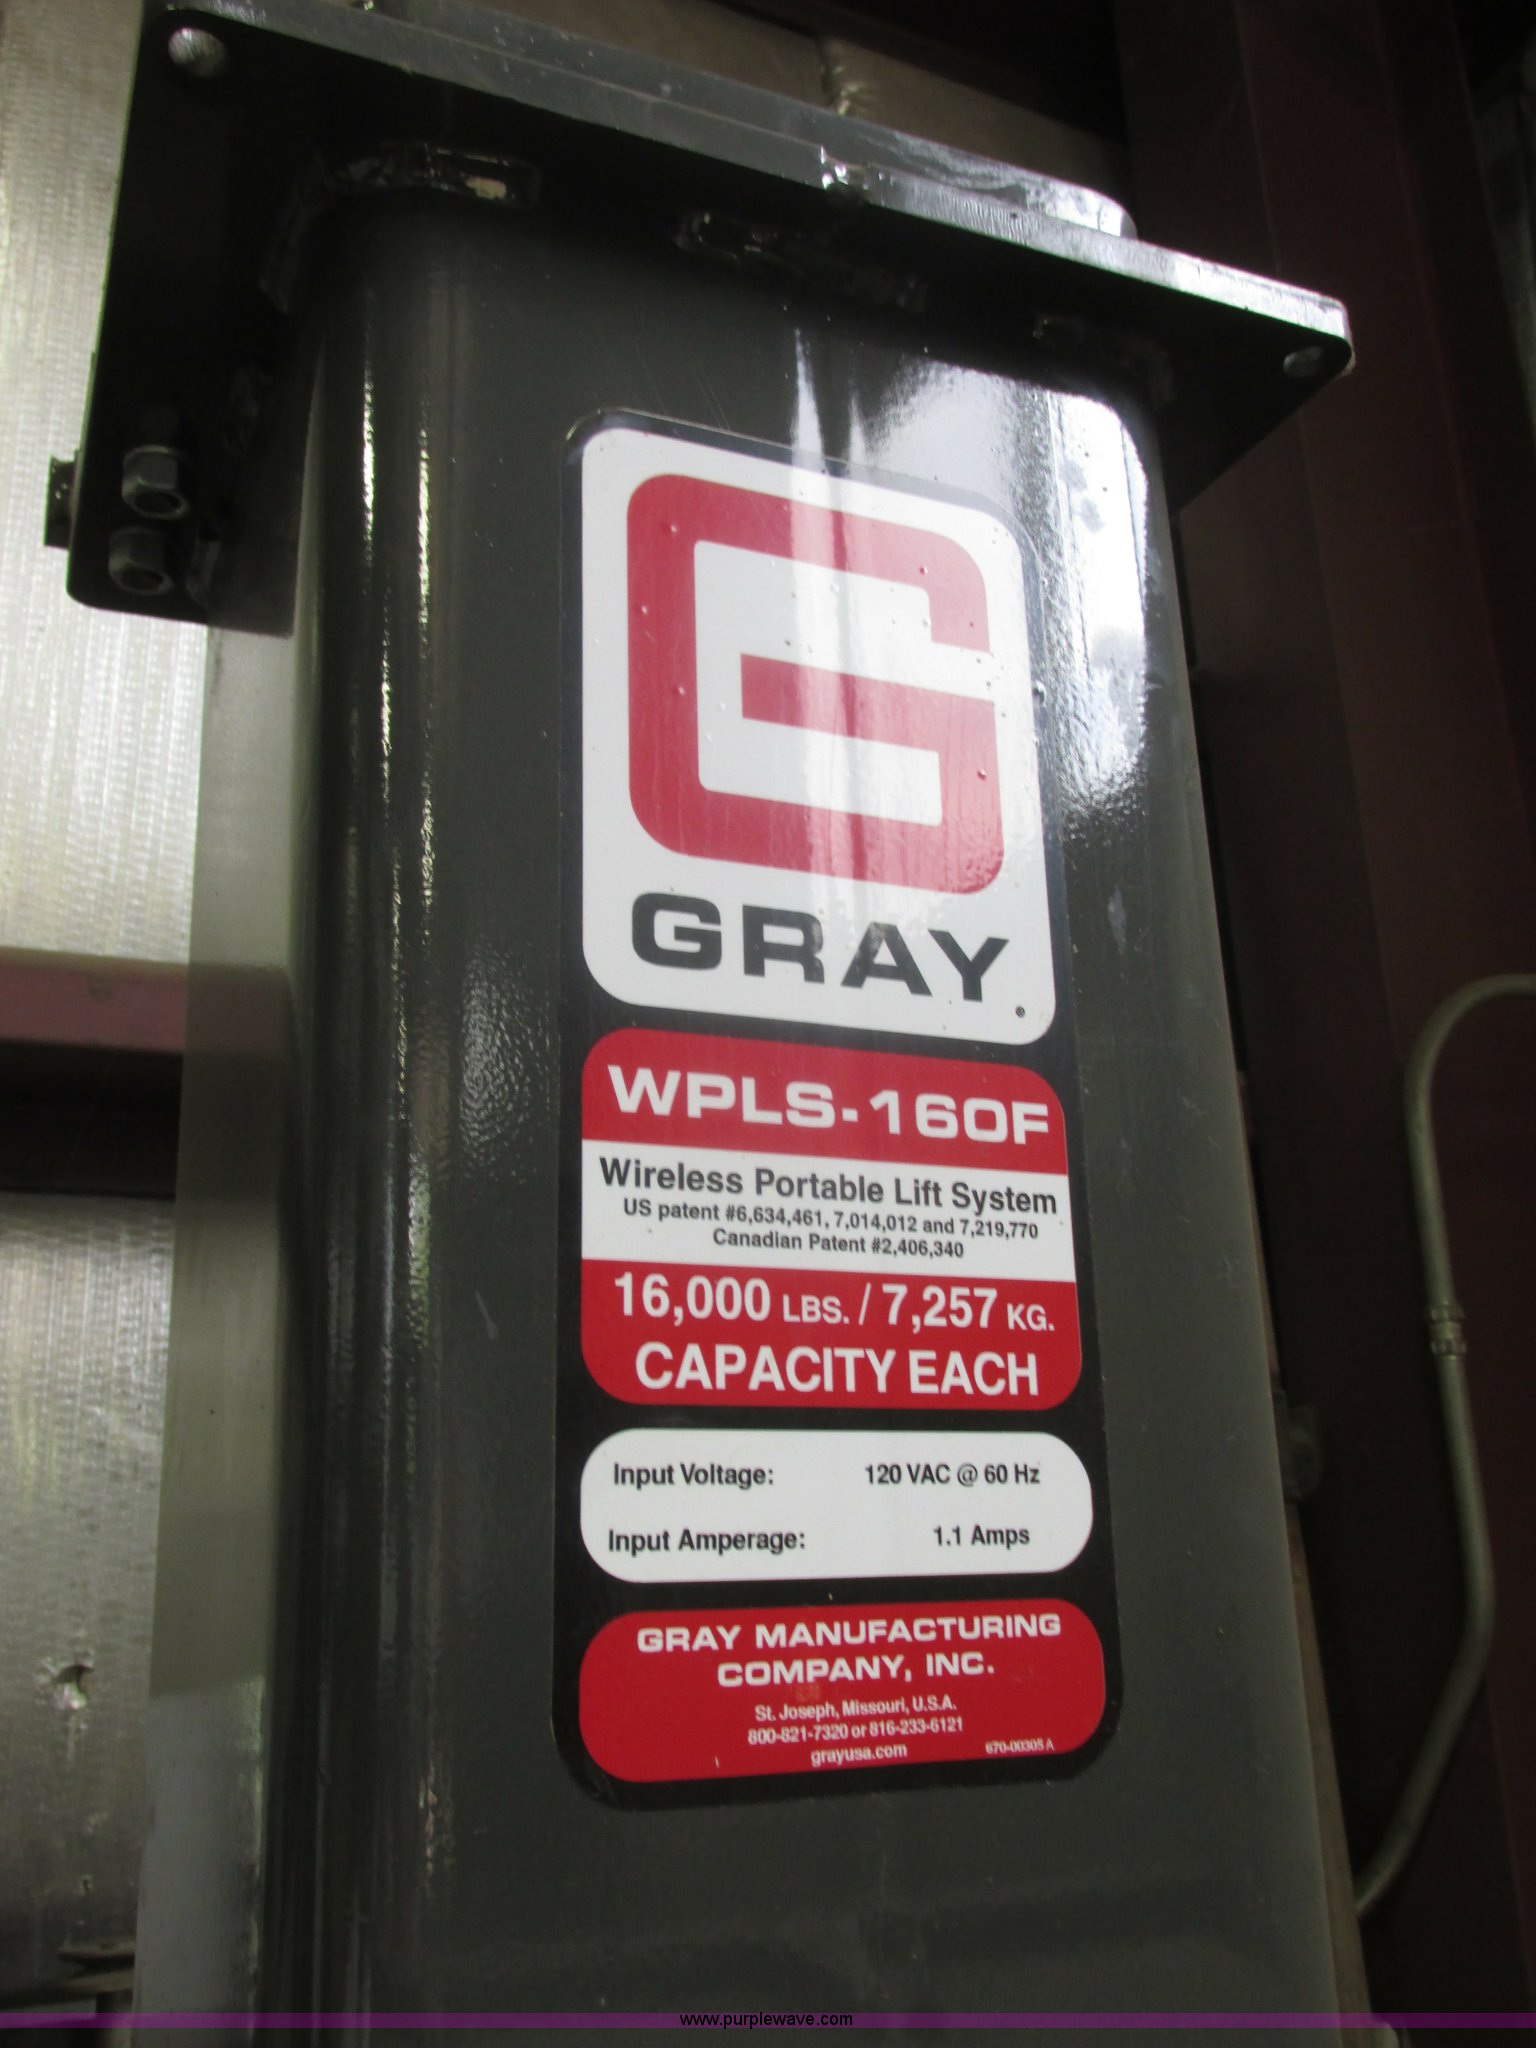 G
GRAY
WPLS-160F
Wireless Portable Lift System
US patent #6,634,461, 7,014,012 and 7,219,770
Canadian Patent #2,406,340
16,000 LBS. / 7,257 KG.
CAPACITY EACH
Input Voltage: 120 VAC @ 60 Hz
Input Amperage: 1.1 Amps
GRAY MANUFACTURING
COMPANY, INC.
St. Joseph, Missouri, U.S.A.
800-821-7320 or 816-233-6121
grayusa.com
670-00305 A
www.purplewave.com